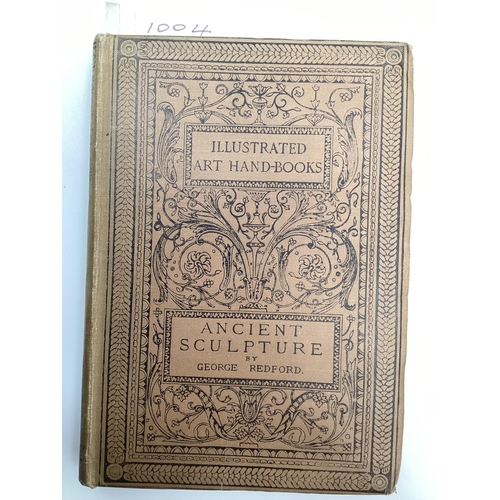 1004
ILLUSTRATED
ART HAND-BOOKS
ANCIENT
SCULPTURE
BY
GEORGE REDFORD.